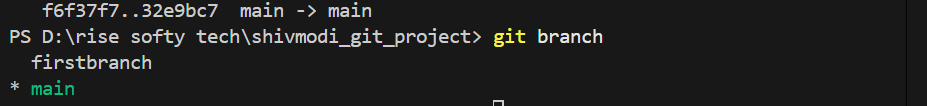 f6f37f7..32e9bc7  main -> main
PS D:\rise softy tech\shivmodi_git_project> git branch
  firstbranch
* main